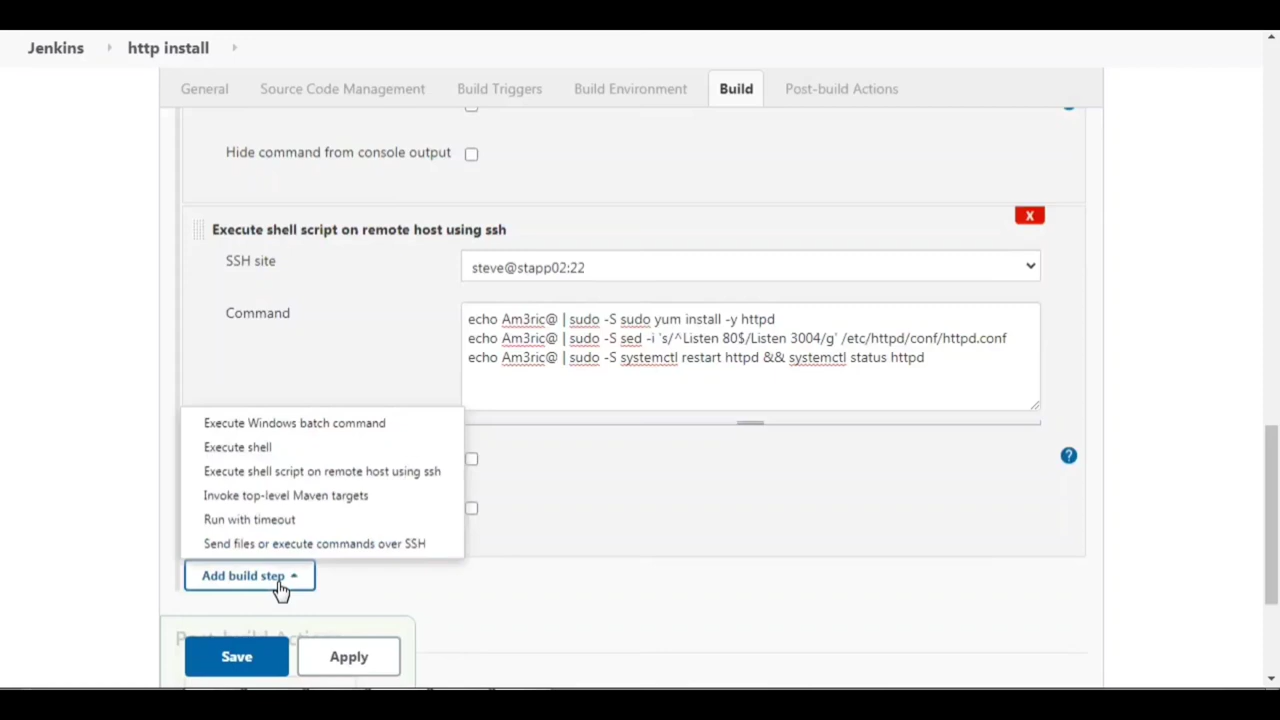 Jenkins http install
General Source Code Management Build Triggers Build Environment Build Post-build Actions
Hide command from console output
X
Execute shell script on remote host using ssh
SSH site steve@stapp02:22
Command
echo Am3ric@ | sudo -S sudo yum install -y httpd
echo Am3ric@ | sudo -S sed -i 's/^Listen 80$/Listen 3004/g' /etc/httpd/conf/httpd.conf
echo Am3ric@ | sudo -S systemctl restart httpd && systemctl status httpd
Execute Windows batch command
Execute shell
Execute shell script on remote host using ssh
?
Invoke top-level Maven targets
Run with timeout
Send files or execute commands over SSH
Add build step
Post-build Actions
Save Apply